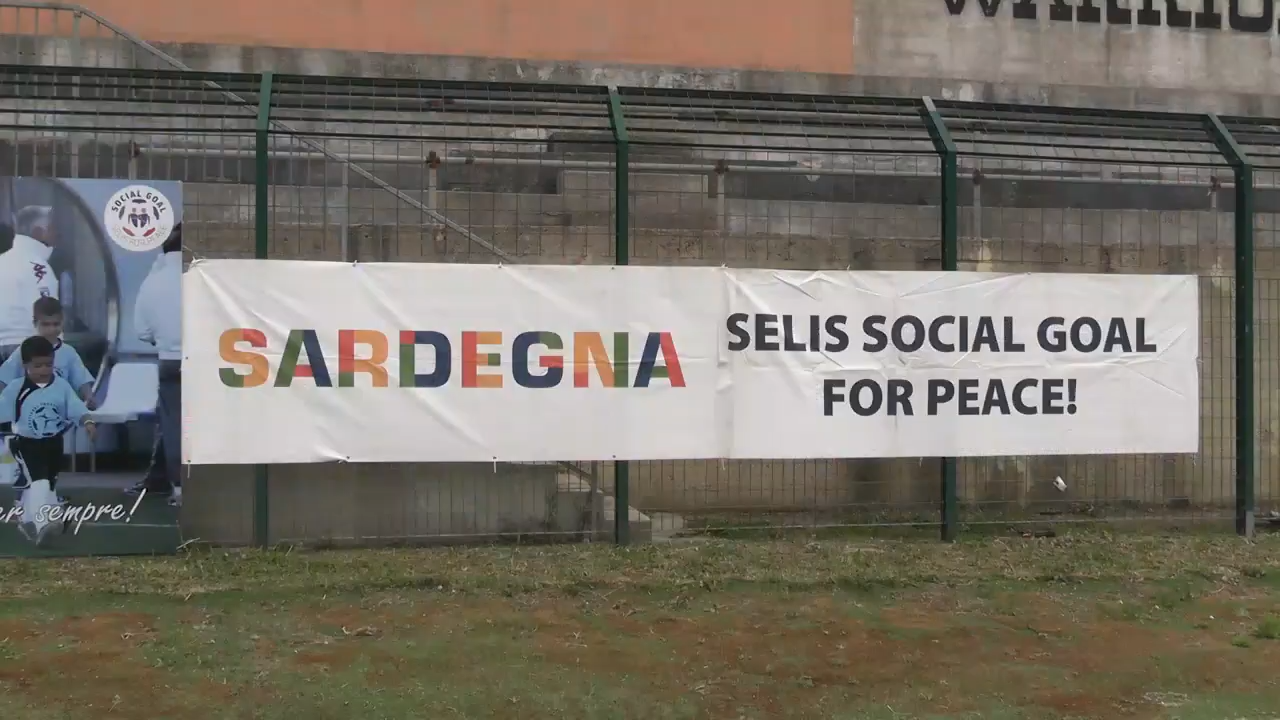 SOCIAL GOAL
SARDEGNA
SELIS SOCIAL GOAL
FOR PEACE!
sempre!